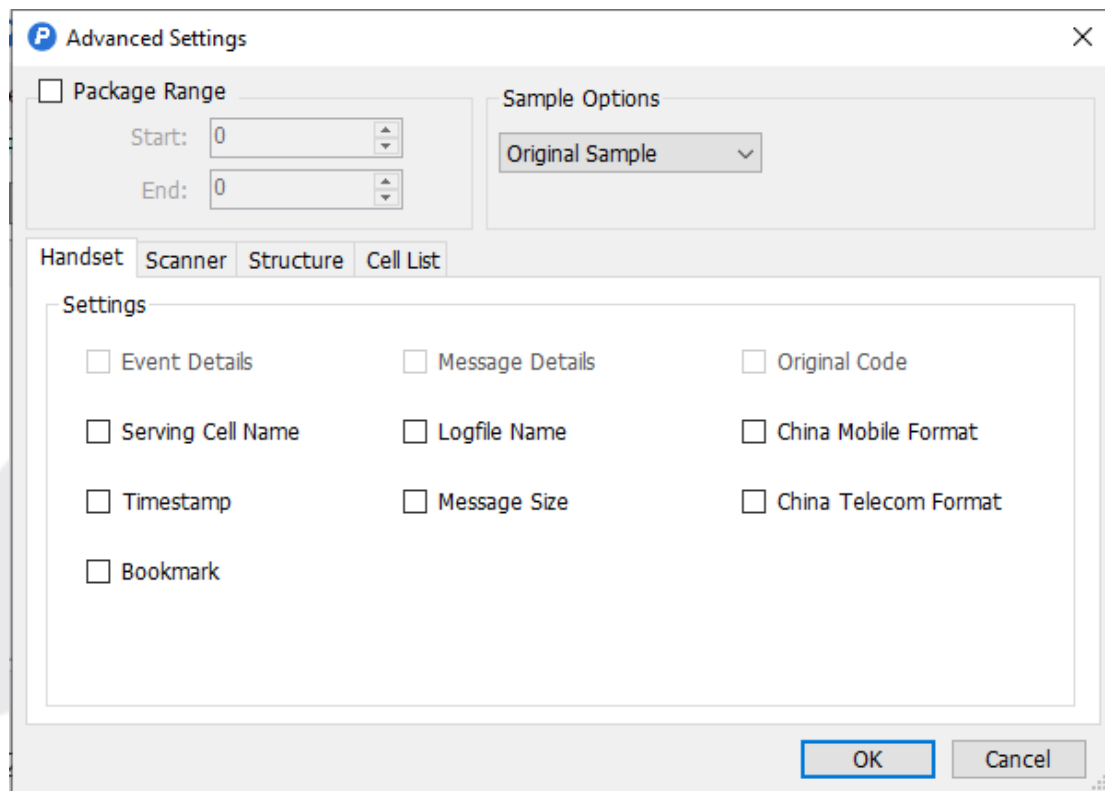 P Advanced Settings
Package Range
Start: 0
End: 0
Sample Options
Original Sample
Handset Scanner Structure Cell List
Settings
Event Details Message Details Original Code
Serving Cell Name Logfile Name China Mobile Format
Timestamp Message Size China Telecom Format
Bookmark
OK Cancel